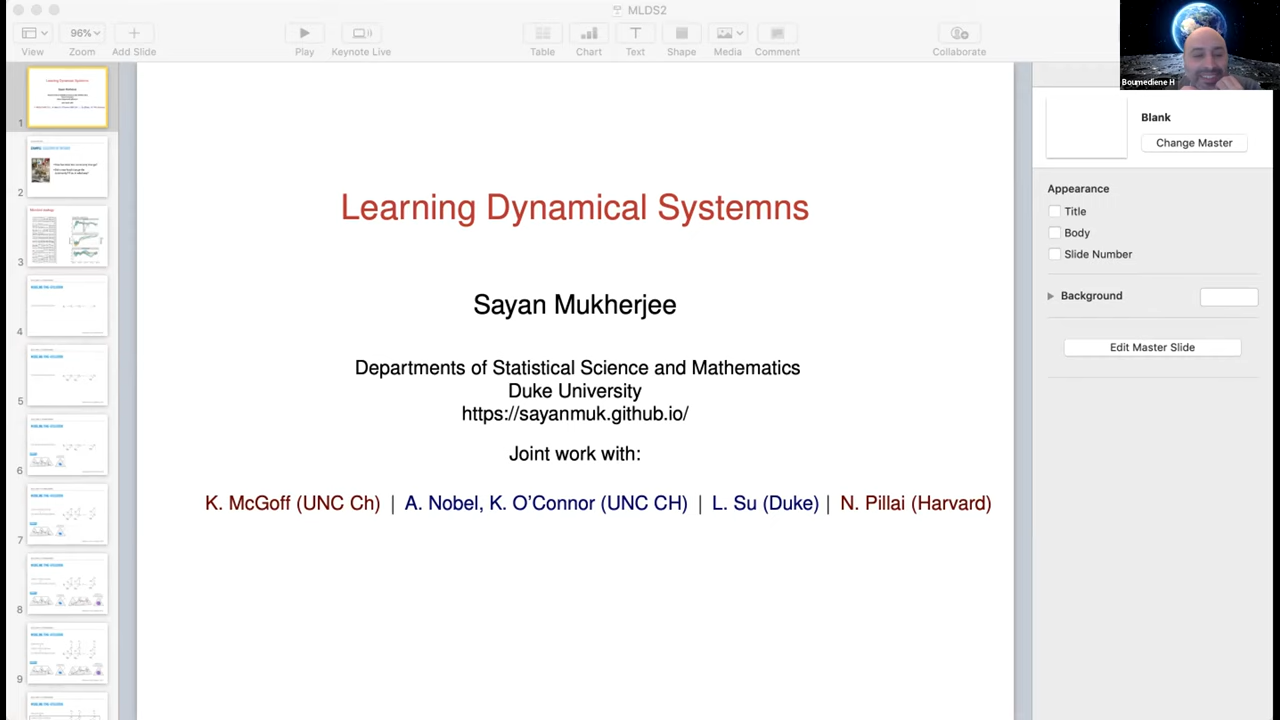 MLDS2
96%
View
Zoom
Add Slide
Play
Keynote Live
Table
Chart
Text
Shape
Media
Comment
Collaborate
Boumediene H
1
2
3
4
5
6
7
8
9
Learning Dynamical Systemns
Sayan Mukherjee
Departments of Statistical Science and Mathematics
Duke University
https://sayanmuk.github.io/
Joint work with:
K. McGoff (UNC Ch) | A. Nobel, K. O'Connor (UNC CH) | L. Su (Duke) | N. Pillai (Harvard)
Blank
Change Master
Appearance
Title
Body
Slide Number
Background
Edit Master Slide